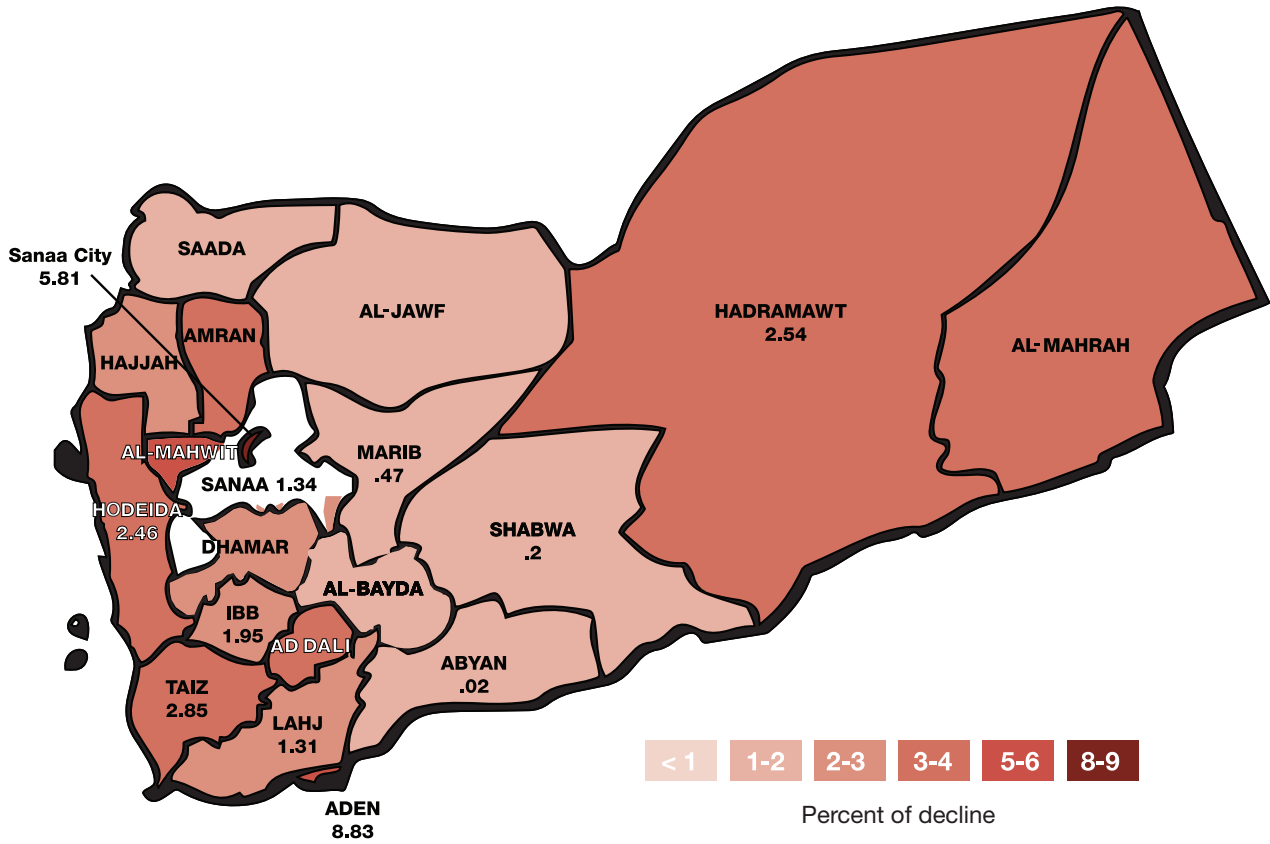 SAADA
Sanaa City
5.81
AL-JAWF
HADRAMAWT
2.54
AMRAN
AL-MAHRAH
HAJJAH
AL-MAHWIT
MARIB
.47
SANAA 1.34
HODEIDA
2.46
SHABWA
.2
DHAMAR
AL-BAYDA
IBB
1.95
AD DALI
ABYAN
.02
TAIZ
2.85
LAHJ
1.31
ADEN
8.83
< 1 1-2 2-3 3-4 5-6 8-9
Percent of decline